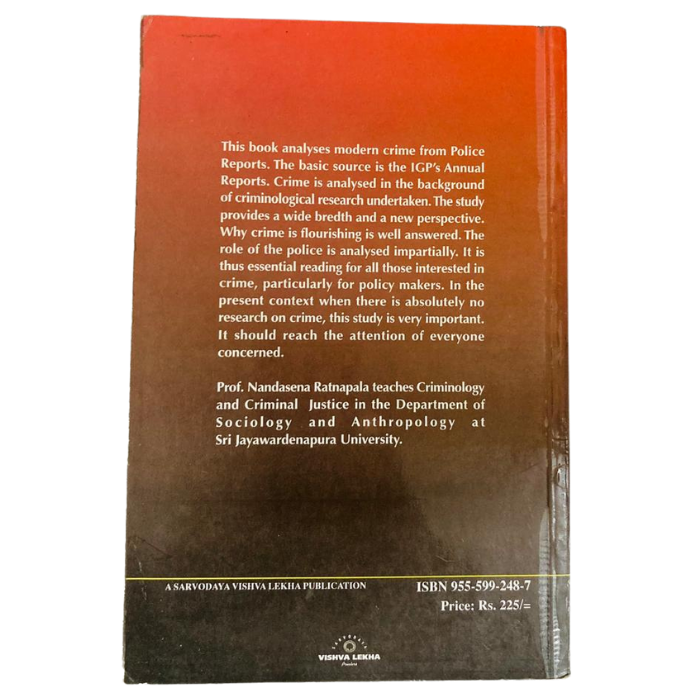 This book analyses modern crime from Police
Reports. The basic source is the IGP's Annual
Reports. Crime is analysed in the background
of criminological research undertaken. The study
provides a wide bredth and a new perspective.
Why crime is flourishing is well answered. The
role of the police is analysed impartially. It is
thus essential reading for all those interested in
crime, particularly for policy makers. In the
present context when there is absolutely no
research on crime, this study is very important.
It should reach the attention of everyone
concerned.
Prof. Nandasena Ratnapala teaches Criminology
and Criminal Justice in the Department of
Sociology and Anthropology at
Sri Jayawardenapura University.
A SARVODAYA VISHVA LEKHA PUBLICATION
ISBN 955-599-248-7
Price: Rs. 225/=
SARVODAYA
VISHVA LEKHA
Printers